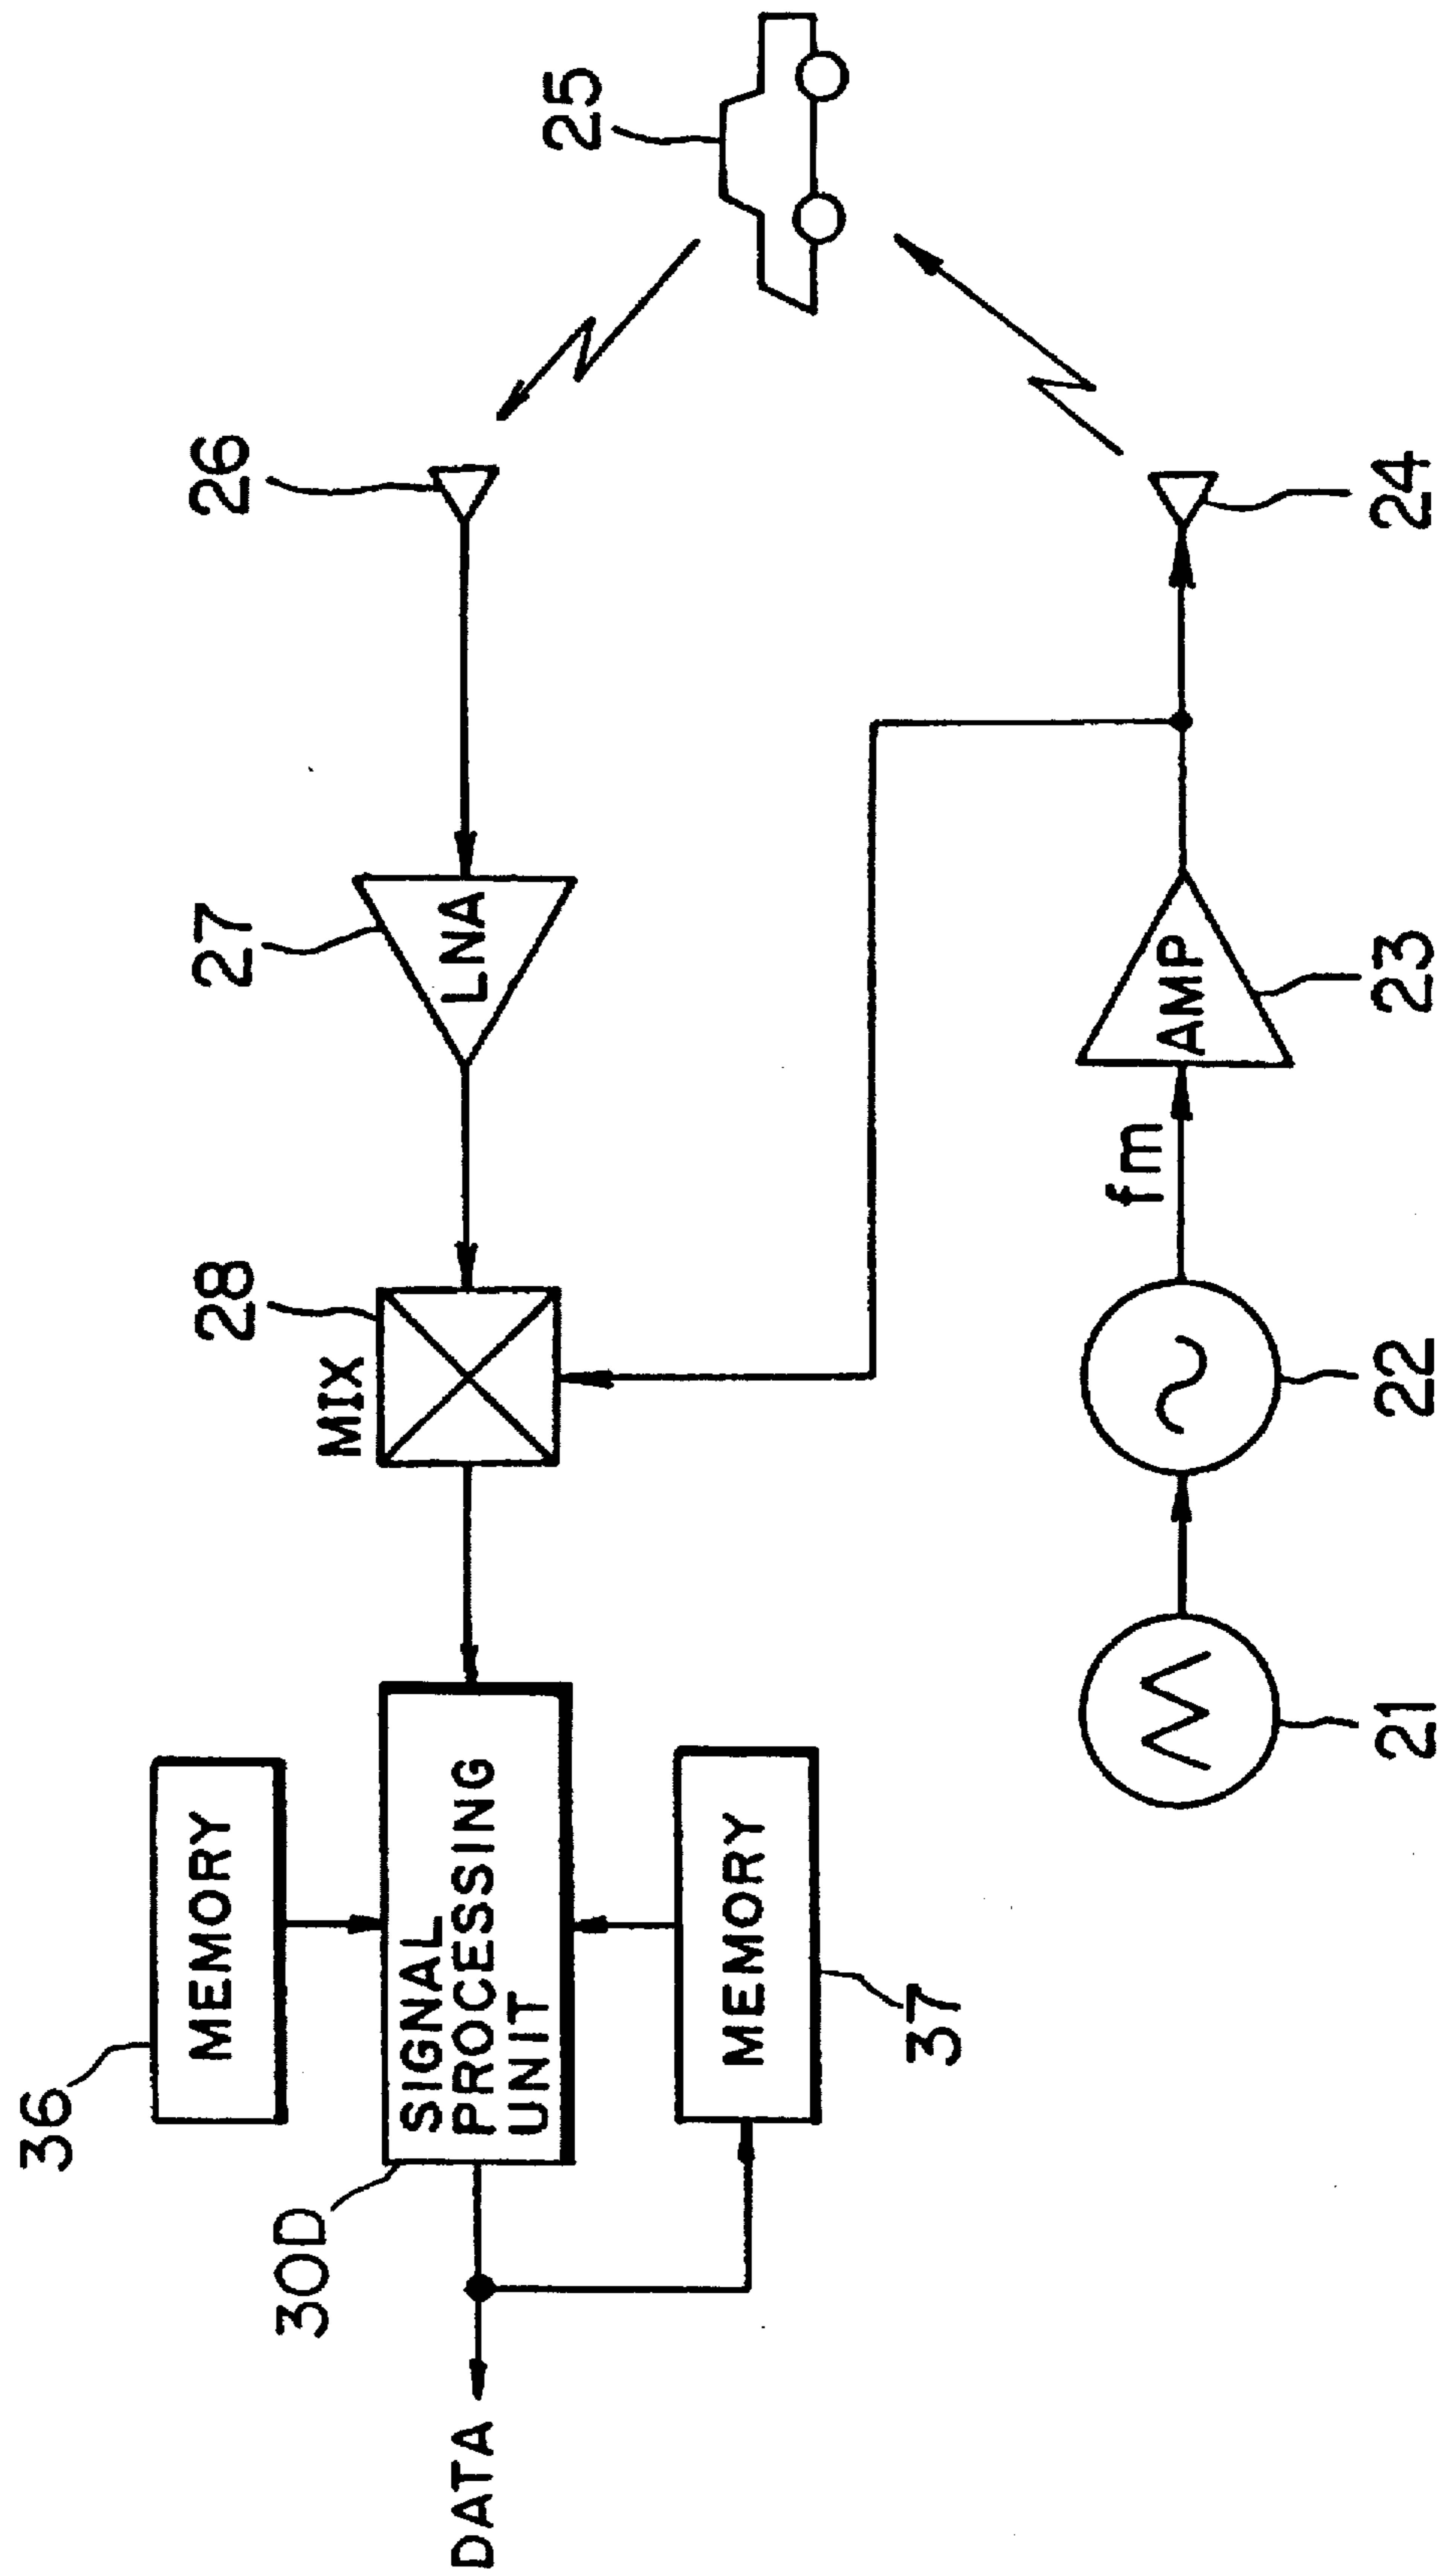 36
MEMORY
30D
SIGNAL
PROCESSING
UNIT
DATA
MEMORY
37
28
MIX
27
LNA
26
25
21
22
fm
AMP
23
24